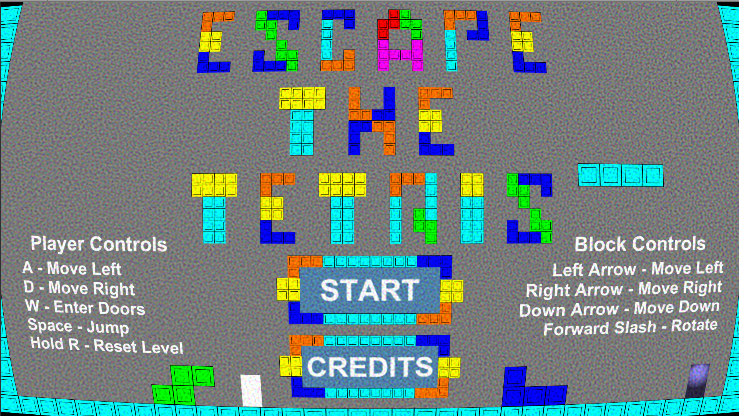 ESCAPE
THE
TETRIS
Player Controls
A - Move Left
D - Move Right
W - Enter Doors
Space - Jump
Hold R - Reset Level
START
CREDITS
Block Controls
Left Arrow - Move Left
Right Arrow - Move Right
Down Arrow - Move Down
Forward Slash - Rotate